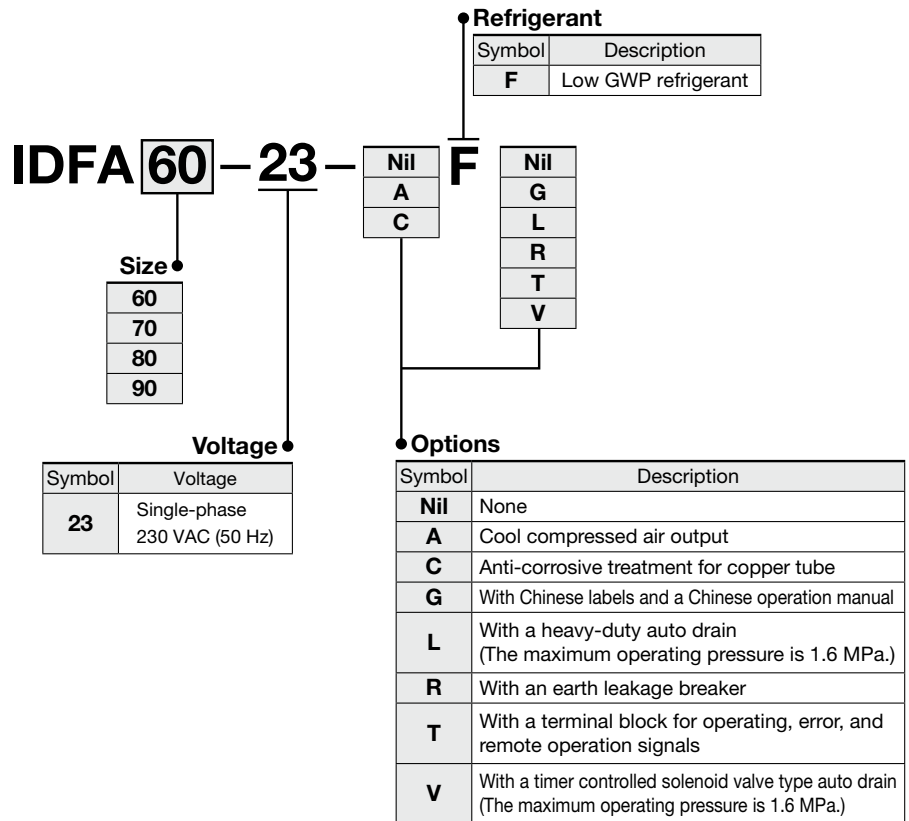 Refrigerant
Symbol Description
F Low GWP refrigerant
IDFA 60 – 23 – F
Nil
A
C
Nil
G
L
R
T
V
Size
60
70
80
90
Voltage
Symbol Voltage
23 Single-phase
230 VAC (50 Hz)
Options
Symbol Description
Nil None
A Cool compressed air output
C Anti-corrosive treatment for copper tube
G With Chinese labels and a Chinese operation manual
L With a heavy-duty auto drain
(The maximum operating pressure is 1.6 MPa.)
R With an earth leakage breaker
T With a terminal block for operating, error, and
remote operation signals
V With a timer controlled solenoid valve type auto drain
(The maximum operating pressure is 1.6 MPa.)